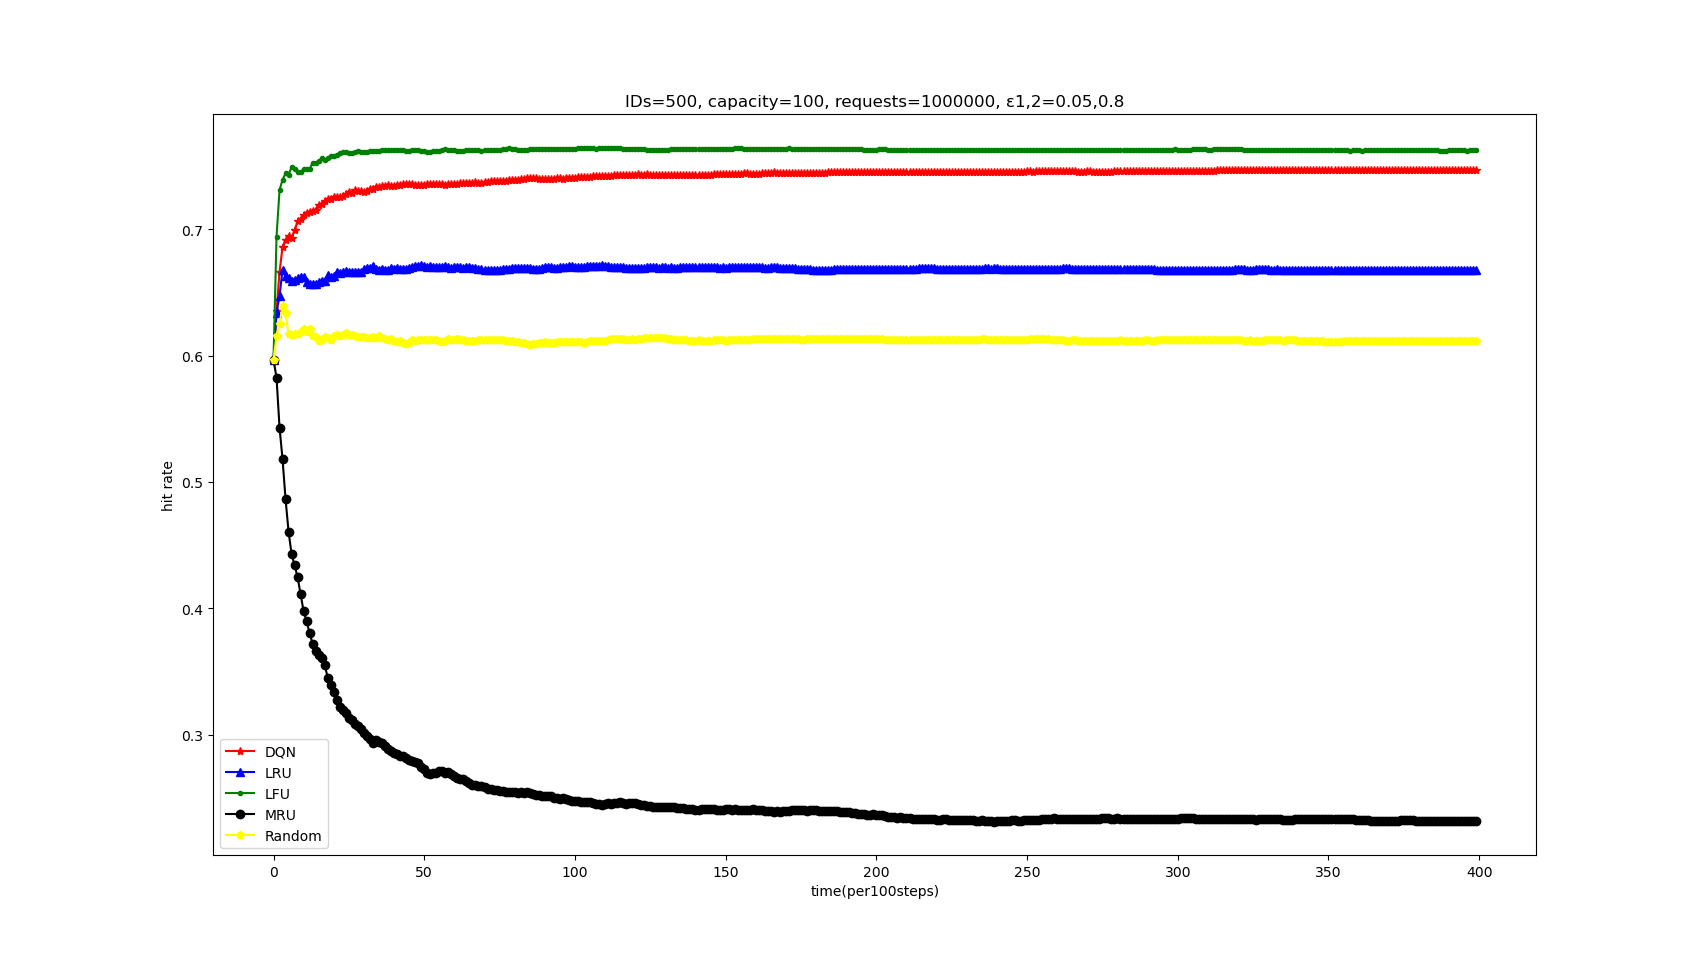 IDs=500, capacity=100, requests=1000000, ε1,2=0.05,0.8
0.7
0.6
0.5
0.4
0.3
hit rate
DQN
LRU
LFU
MRU
Random
0 50 100 150 200 250 300 350 400
time(per100steps)